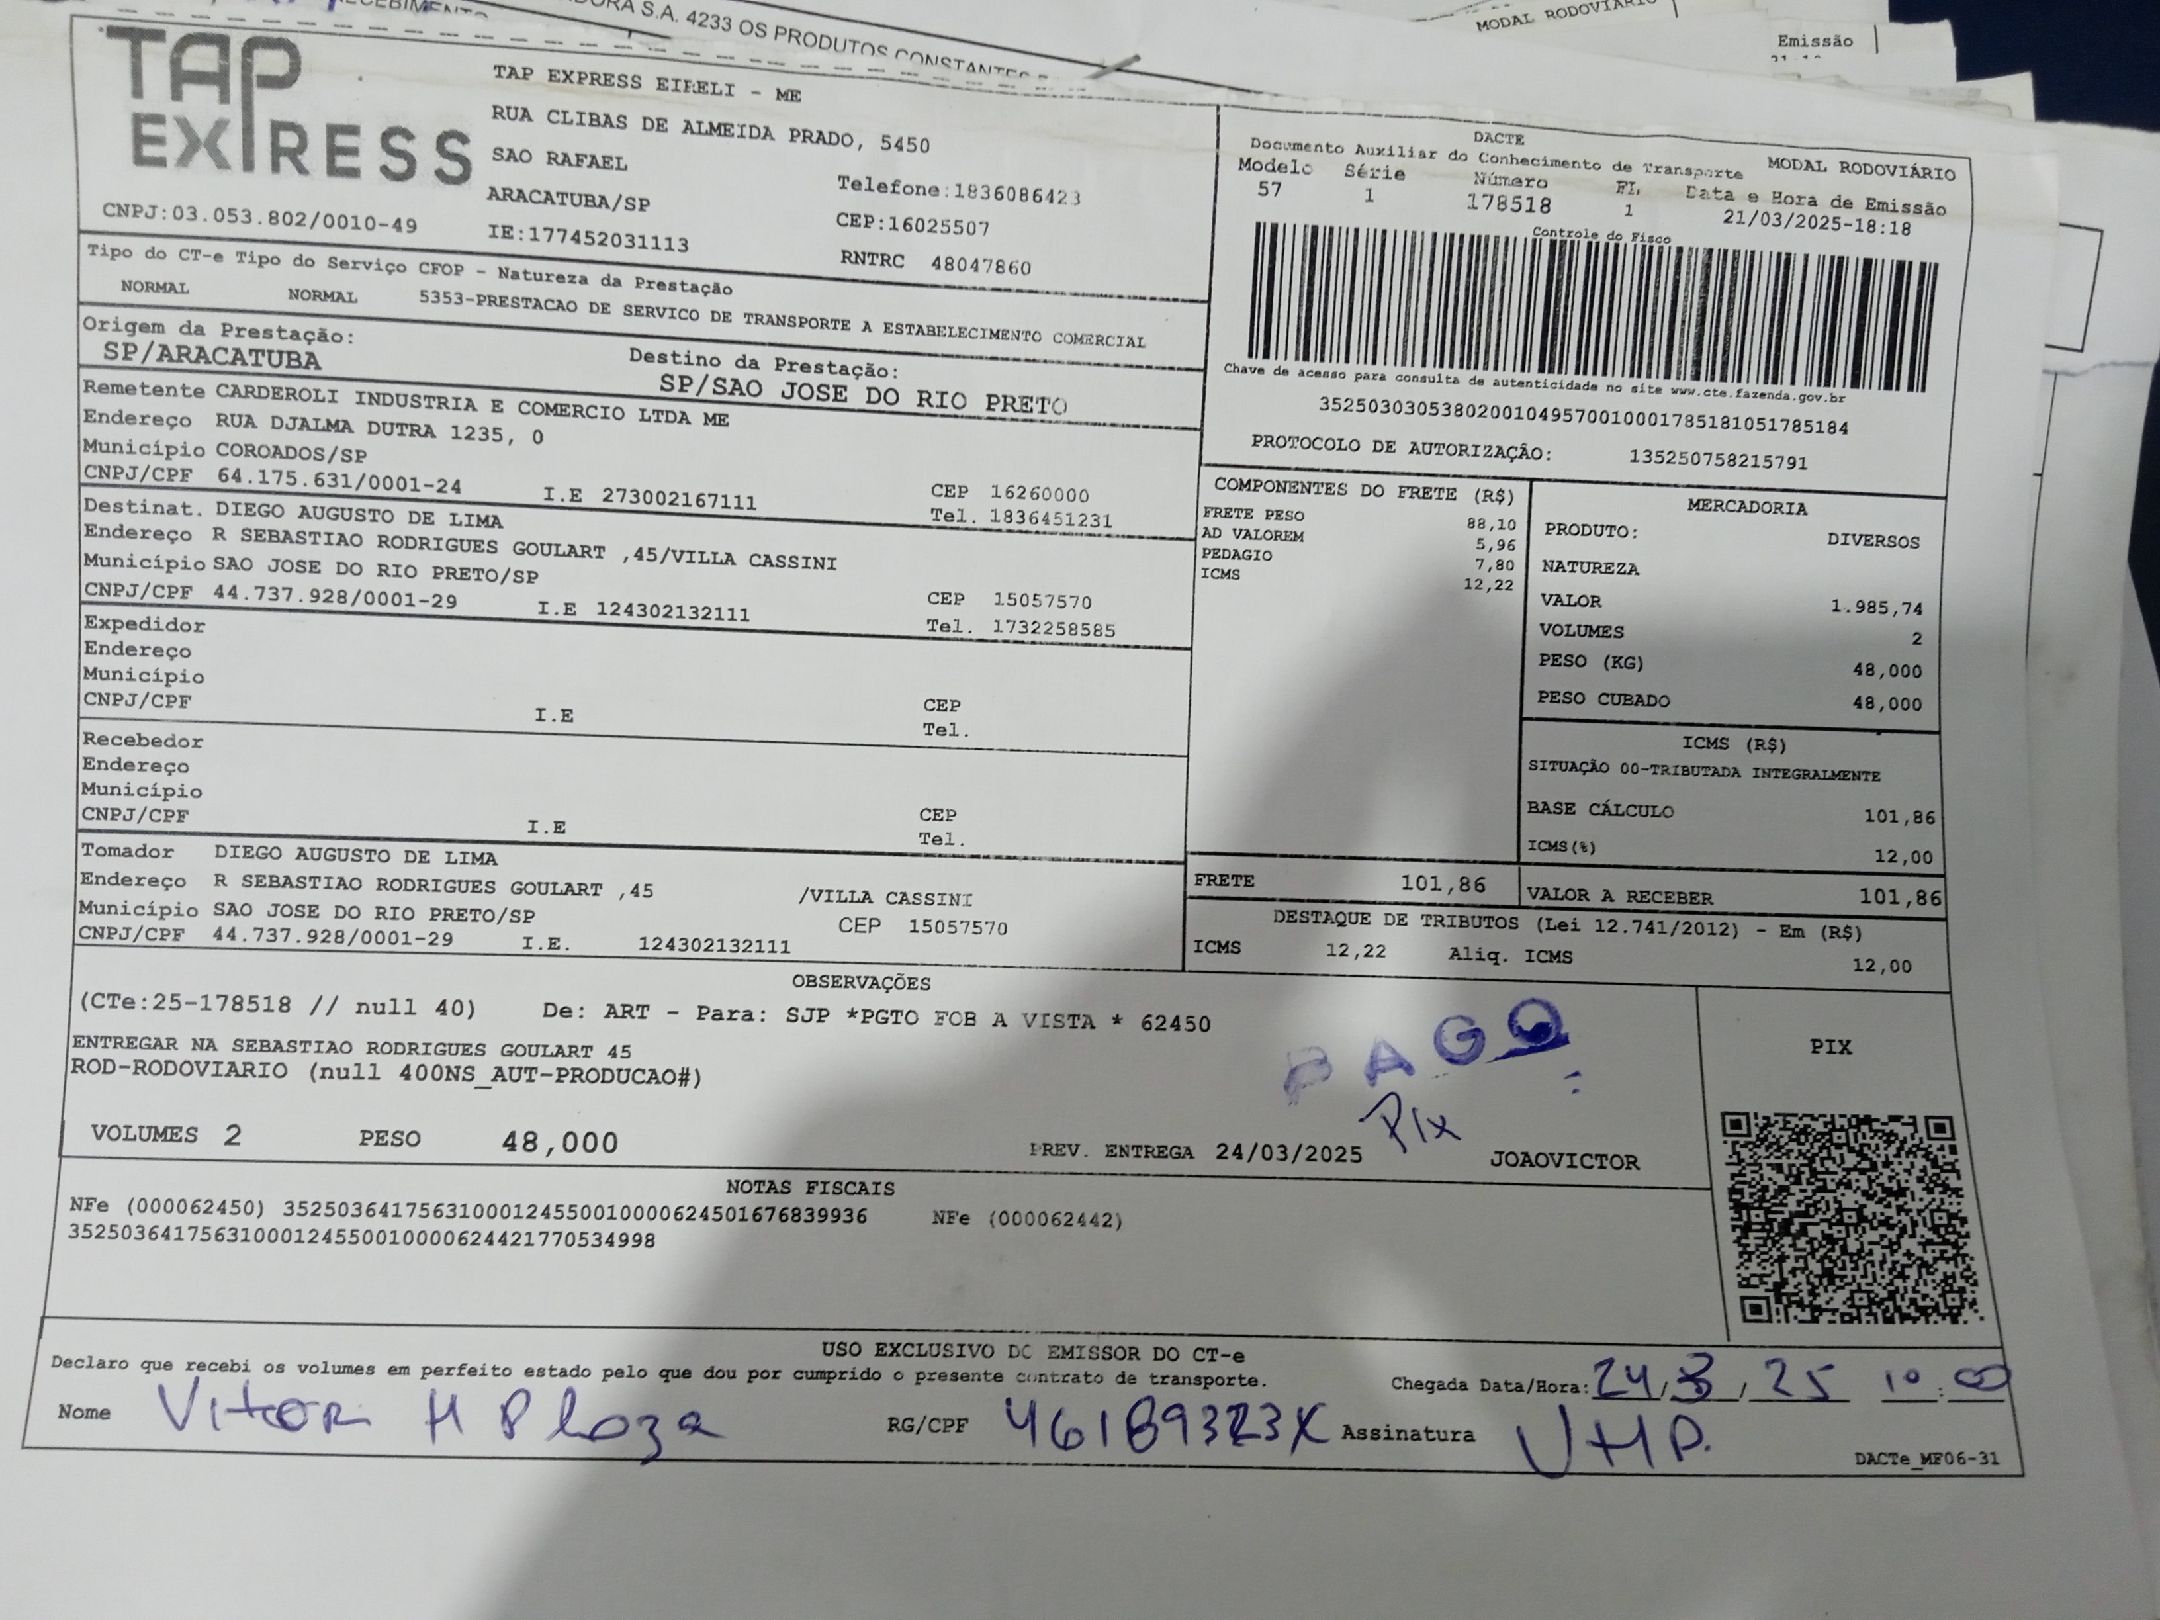 S.A. 4233 OS PRODUTOS CONSTANTES
MODAL RODOVIÁRIO
Emissão
TAP EXPRESS
TAP EXPRESS EIRELI - ME
RUA CLIBAS DE ALMEIDA PRADO, 5450
SAO RAFAEL
Telefone:1836086423
ARACATUBA/SP
CEP:16025507
CNPJ:03.053.802/0010-49
IE:177452031113
RNTRC 48047860
DACTE
Documento Auxiliar do Conhecimento de Transporte
MODAL RODOVIÁRIO
Modelo Série Número FL Data e Hora de Emissão
57 1 178518 1 21/03/2025-18:18
Controle do Fisco
Chave de acesso para consulta de autenticidade no site www.cte.fazenda.gov.br
35250303053802001049570010001785181051785184
PROTOCOLO DE AUTORIZAÇÃO: 135250758215791
Tipo do CT-e Tipo do Serviço CFOP - Natureza da Prestação
NORMAL NORMAL 5353-PRESTACAO DE SERVICO DE TRANSPORTE A ESTABELECIMENTO COMERCIAL
Origem da Prestação: Destino da Prestação:
SP/ARACATUBA SP/SAO JOSE DO RIO PRETO
Remetente CARDEROLI INDUSTRIA E COMERCIO LTDA ME
Endereço RUA DJALMA DUTRA 1235, 0
Município COROADOS/SP CEP 16260000
CNPJ/CPF 64.175.631/0001-24 I.E 273002167111 Tel. 1836451231
Destinat. DIEGO AUGUSTO DE LIMA
Endereço R SEBASTIAO RODRIGUES GOULART ,45/VILLA CASSINI
Município SAO JOSE DO RIO PRETO/SP CEP 15057570
CNPJ/CPF 44.737.928/0001-29 I.E 124302132111 Tel. 1732258585
Expedidor
Endereço
Município CEP
CNPJ/CPF I.E Tel.
Recebedor
Endereço
Município CEP
CNPJ/CPF I.E Tel.
Tomador DIEGO AUGUSTO DE LIMA
Endereço R SEBASTIAO RODRIGUES GOULART ,45 /VILLA CASSINI
Município SAO JOSE DO RIO PRETO/SP CEP 15057570
CNPJ/CPF 44.737.928/0001-29 I.E. 124302132111
COMPONENTES DO FRETE (R$)
FRETE PESO 88,10
AD VALOREM 5,96
PEDAGIO 7,80
ICMS 12,22
MERCADORIA
PRODUTO: DIVERSOS
NATUREZA
VALOR 1.985,74
VOLUMES 2
PESO (KG) 48,000
PESO CUBADO 48,000
ICMS (R$)
SITUAÇÃO 00-TRIBUTADA INTEGRALMENTE
BASE CÁLCULO 101,86
ICMS(%) 12,00
FRETE 101,86 VALOR A RECEBER 101,86
DESTAQUE DE TRIBUTOS (Lei 12.741/2012) - Em (R$)
ICMS 12,22 Aliq. ICMS 12,00
OBSERVAÇÕES
(CTe:25-178518 // null 40) De: ART - Para: SJP *PGTO FOB A VISTA * 62450
ENTREGAR NA SEBASTIAO RODRIGUES GOULART 45
ROD-RODOVIARIO (null 400NS_AUT-PRODUCAO#)
PAGO
Pix
VOLUMES 2 PESO 48,000 PREV. ENTREGA 24/03/2025 JOAOVICTOR
PIX
NOTAS FISCAIS
NFe (000062450) 35250364175631000124550010000624501676839936 NFe (000062442)
35250364175631000124550010000624421770534998
USO EXCLUSIVO DO EMISSOR DO CT-e
Declaro que recebi os volumes em perfeito estado pelo que dou por cumprido o presente contrato de transporte.
Chegada Data/Hora: 24/3/25 10:00
Nome Vitor H RG/CPF Assinatura VHP.
DACTe_MF06-31